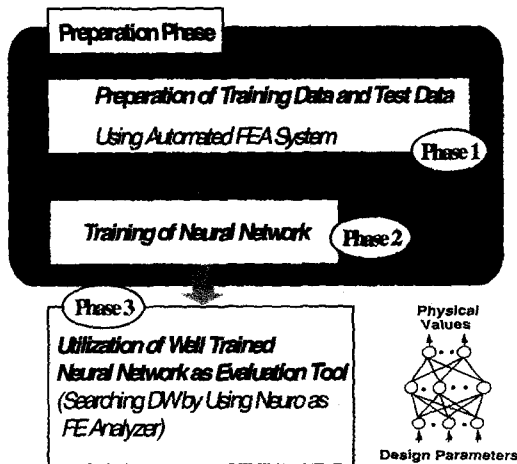 Preparation Phase
Preparation of Training Data and Test Data
Using Automated FEA System
Phase 1
Training of Neural Network
Phase 2
Phase 3
Utilization of Well Trained
Neural Network as Evaluation Tool
(Searching DW by Using Neuro as
FE Analyzer)
Physical
Values
Design Parameters